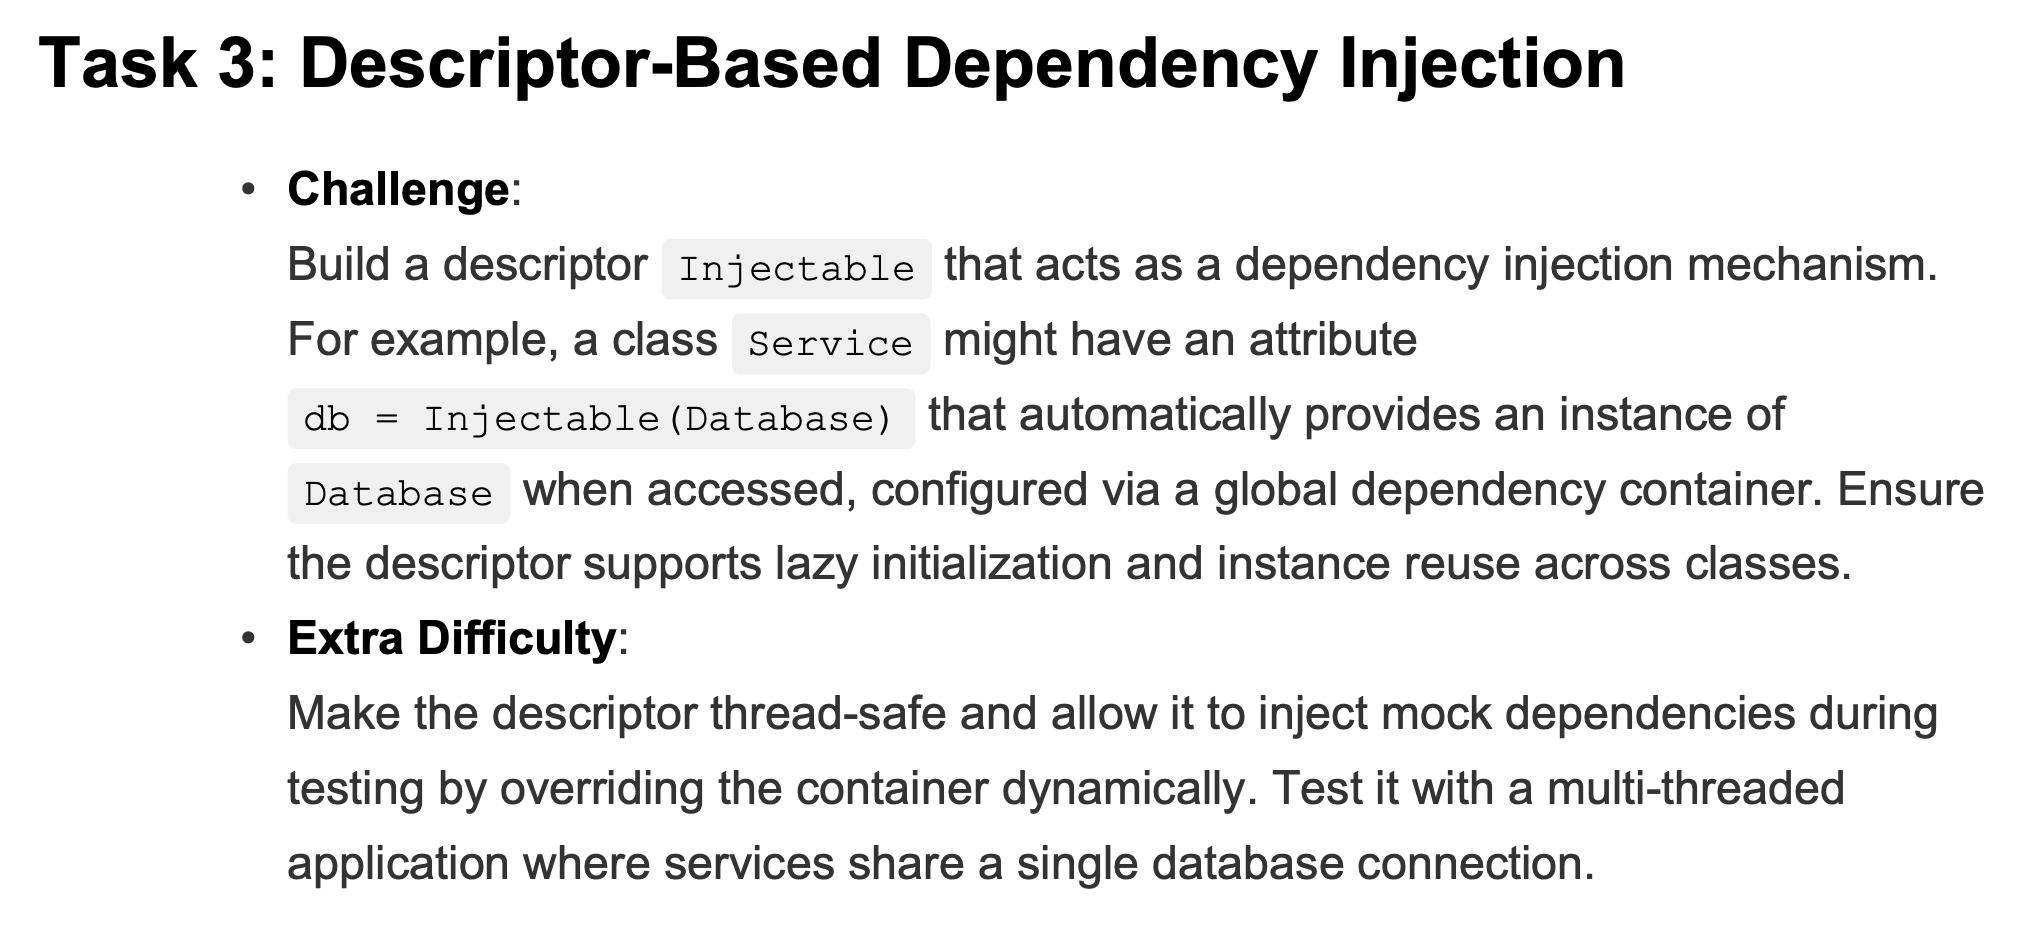 Task 3: Descriptor-Based Dependency Injection
• Challenge:
Build a descriptor Injectable that acts as a dependency injection mechanism.
For example, a class Service might have an attribute
db = Injectable(Database) that automatically provides an instance of
Database when accessed, configured via a global dependency container. Ensure
the descriptor supports lazy initialization and instance reuse across classes.
• Extra Difficulty:
Make the descriptor thread-safe and allow it to inject mock dependencies during
testing by overriding the container dynamically. Test it with a multi-threaded
application where services share a single database connection.